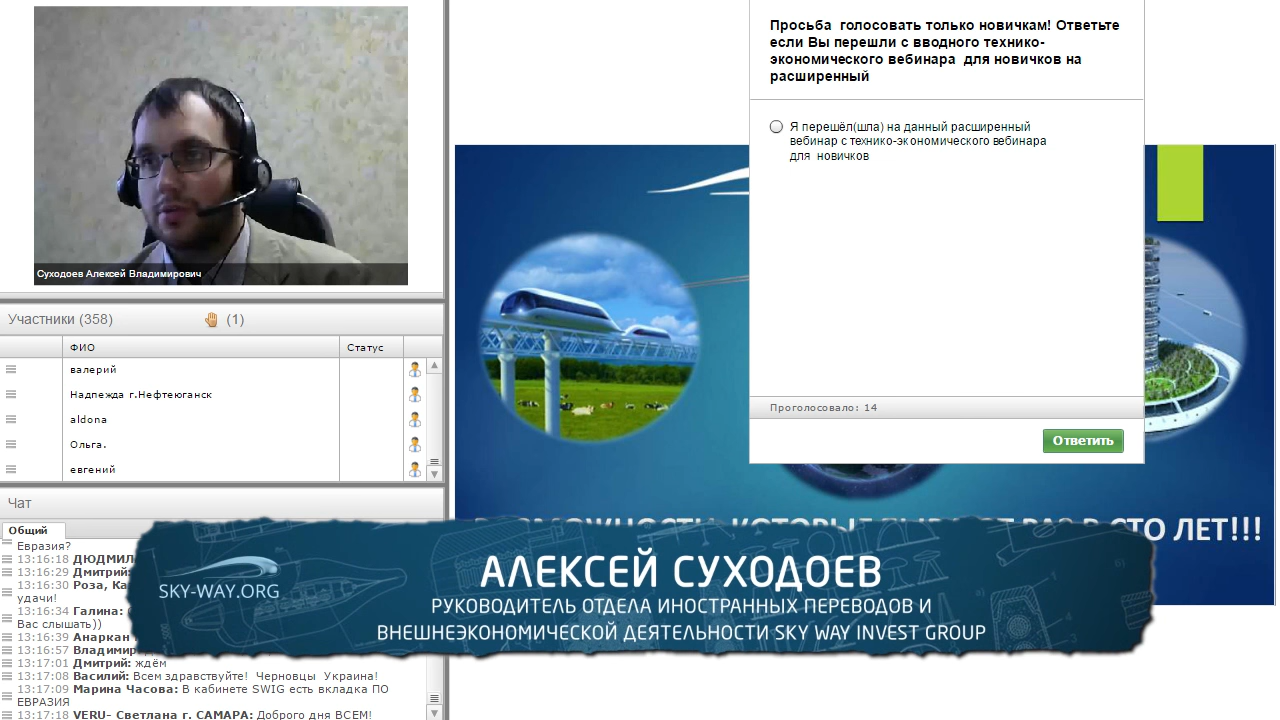 Суходоев Алексей Владимирович
Участники (358)
(1)
ФИО
Статус
валерий
Надежда г.Нефтеюганск
aldona
Ольга.
евгений
Чат
Общий
Евразия?
13:16:18 ДЮДМИЛ
13:16:29 Дмитрий:
13:16:30 Роза, Ка
удачи!
13:16:34 Галина:
Вас слышать))
13:16:39 Анаркан
13:16:57 Владимир
13:17:01 Дмитрий: ждём
13:17:08 Василий: Всем здравствуйте! Черновцы Украина!
13:17:09 Марина Часова: В кабинете SWIG есть вкладка ПО
ЕВРАЗИЯ
13:17:18 VERU- Светлана г. САМАРА: Доброго дня ВСЕМ!
Просьба голосовать только новичкам! Ответьте
если Вы перешли с вводного технико-
экономического вебинара для новичков на
расширенный
Я перешёл(шла) на данный расширенный
вебинар с технико-экономического вебинара
для новичков
Проголосовало: 14
Ответить
СТО ЛЕТ!!!
SKY-WAY.ORG
АЛЕКСЕЙ СУХОДОЕВ
РУКОВОДИТЕЛЬ ОТДЕЛА ИНОСТРАННЫХ ПЕРЕВОДОВ И
ВНЕШНЕЭКОНОМИЧЕСКОЙ ДЕЯТЕЛЬНОСТИ SKY WAY INVEST GROUP